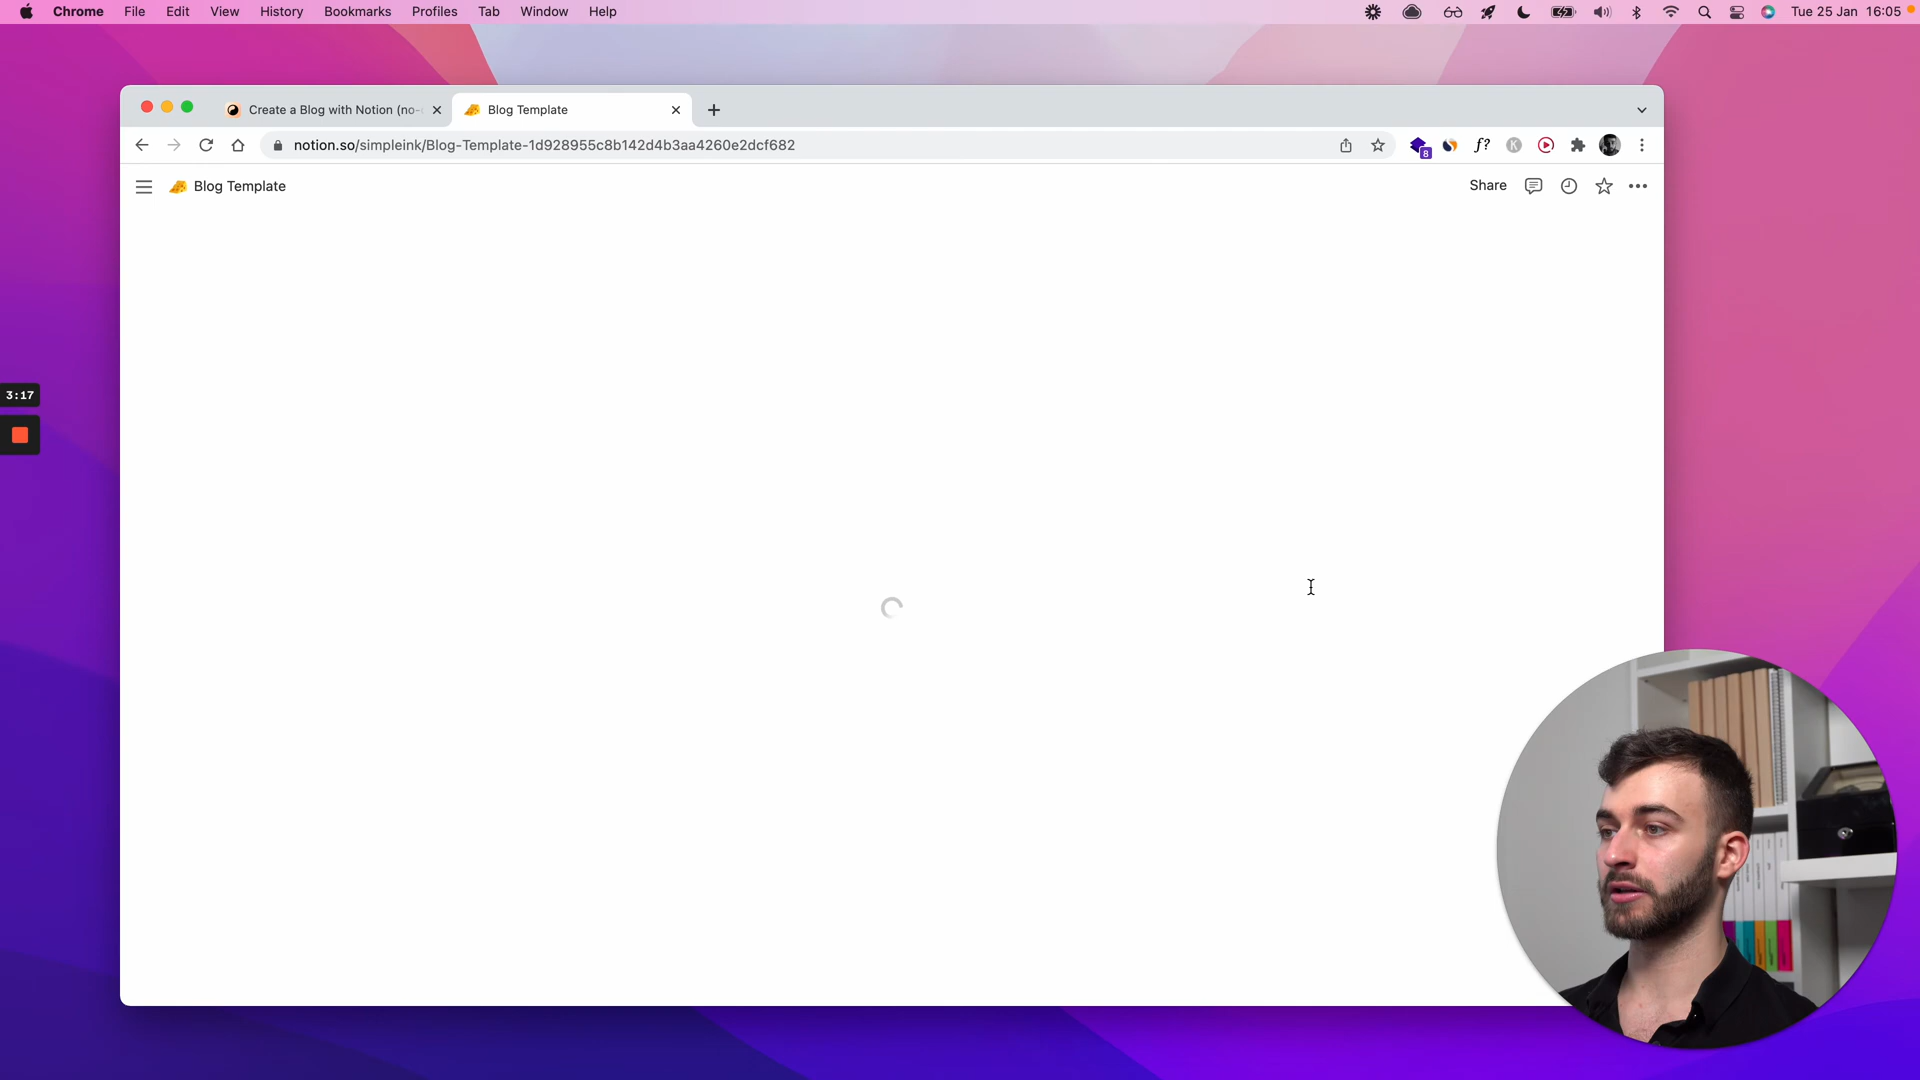 Chrome File Edit View History Bookmarks Profiles Tab Window Help Tue 25 Jan 16:05
Create a Blog with Notion (no- Blog Template
notion.so/simpleink/Blog-Template-1d928955c8b142d4b3aa4260e2dcf682 8 f? K
Blog Template Share
3:17